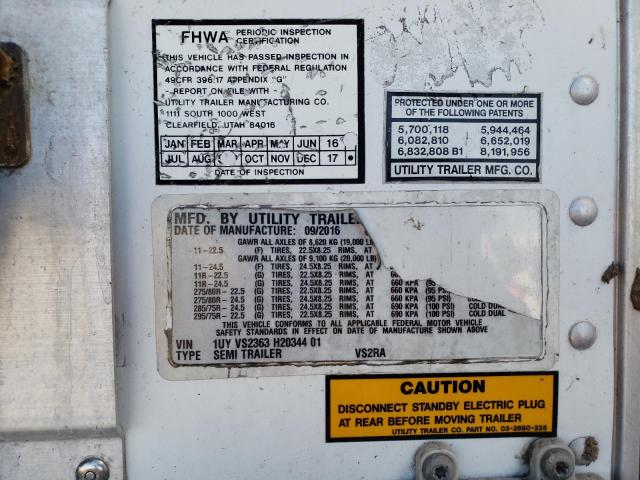 FHWA PERIODIC INSPECTION CERTIFICATION
THIS VEHICLE HAS PASSED INSPECTION IN
ACCORDANCE WITH FEDERAL REGULATION
49CFR 396.17 APPENDIX "G"
- REPORT ON FILE WITH -
UTILITY TRAILER MANUFACTURING CO.
1111 SOUTH 1000 WEST
CLEARFIELD, UTAH 84016
JAN FEB MAR APR MAY JUN 16
JUL AUG OCT NOV DEC 17
DATE OF INSPECTION
PROTECTED UNDER ONE OR MORE
OF THE FOLLOWING PATENTS
5,700,118 5,944,464
6,082,810 6,652,019
6,832,808 B1 8,191,956
UTILITY TRAILER MFG. CO.
MFD. BY UTILITY TRAILE
DATE OF MANUFACTURE: 09/2016
GAWR ALL AXLES OF 8,620 KG (19,000 LB
11-22.5 (F) TIRES, 22.5X8.25 RIMS, AT
GAWR ALL AXLES OF 9,100 KG (20,000 LB
11-24.5 (F) TIRES, 24.5X8.25 RIMS, AT
11R-22.5 (G) TIRES, 22.5X8.25 RIMS, AT 660
11R-24.5 (G) TIRES, 24.5X8.25 RIMS, AT 660 KPA (95
275/80R-22.5 (G) TIRES, 22.5X8.25 RIMS, AT 660 KPA (95 PSI)
275/80R-24.5 (G) TIRES, 24.5X8.25 RIMS, AT 660 KPA (95 PSI) COLD DUAL
285/75R-24.5 (G) TIRES, 24.5X8.25 RIMS, AT 690 KPA (100 PSI) COLD DUAL
295/75R-22.5 (G) TIRES, 22.5X8.25 RIMS, AT 690 KPA (100 PSI) COLD DUAL
THIS VEHICLE CONFORMS TO ALL APPLICABLE FEDERAL MOTOR VEHICLE
SAFETY STANDARDS IN EFFECT ON DATE OF MANUFACTURE SHOWN ABOVE
VIN 1UY VS2363 H20344 01
TYPE SEMI TRAILER VS2RA
CAUTION
DISCONNECT STANDBY ELECTRIC PLUG
AT REAR BEFORE MOVING TRAILER
UTILITY TRAILER CO. PART NO. 03-2690-335